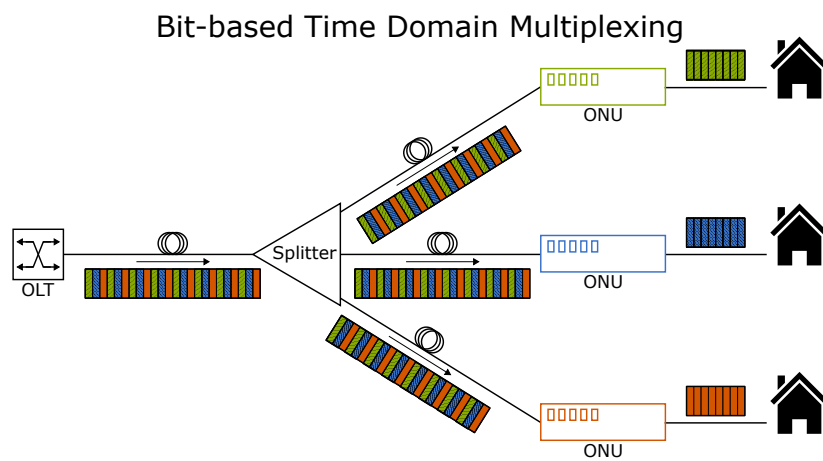 Bit-based Time Domain Multiplexing
ONU
Splitter
OLT
ONU
ONU